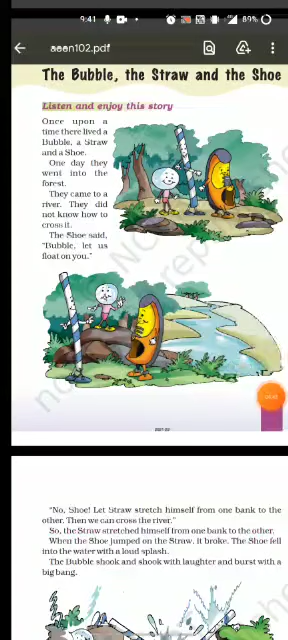 9:41
89%
aeen102.pdf
The Bubble, the Straw and the Shoe
Listen and enjoy this story
Once upon a
time there lived a
Bubble, a Straw
and a Shoe.
One day they
went into the
forest.
They came to a
river. They did
not know how to
cross it.
The Shoe said,
"Bubble, let us
float on you."
"No, Shoe! Let Straw stretch himself from one bank to the
other. Then we can cross the river."
So, the Straw stretched himself from one bank to the other.
When the Shoe jumped on the Straw, it broke. The Shoe fell
into the water with a loud splash.
The Bubble shook and shook with laughter and burst with a
big bang.